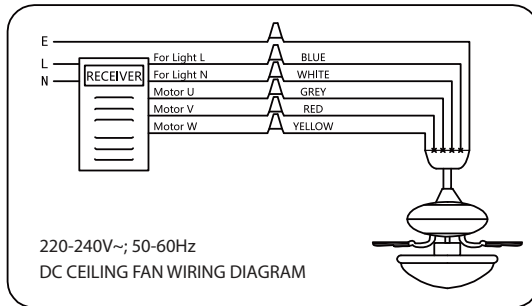 E
L For Light L BLUE
N RECEIVER For Light N WHITE
Motor U GREY
Motor V RED
Motor W YELLOW
220-240V~; 50-60Hz
DC CEILING FAN WIRING DIAGRAM